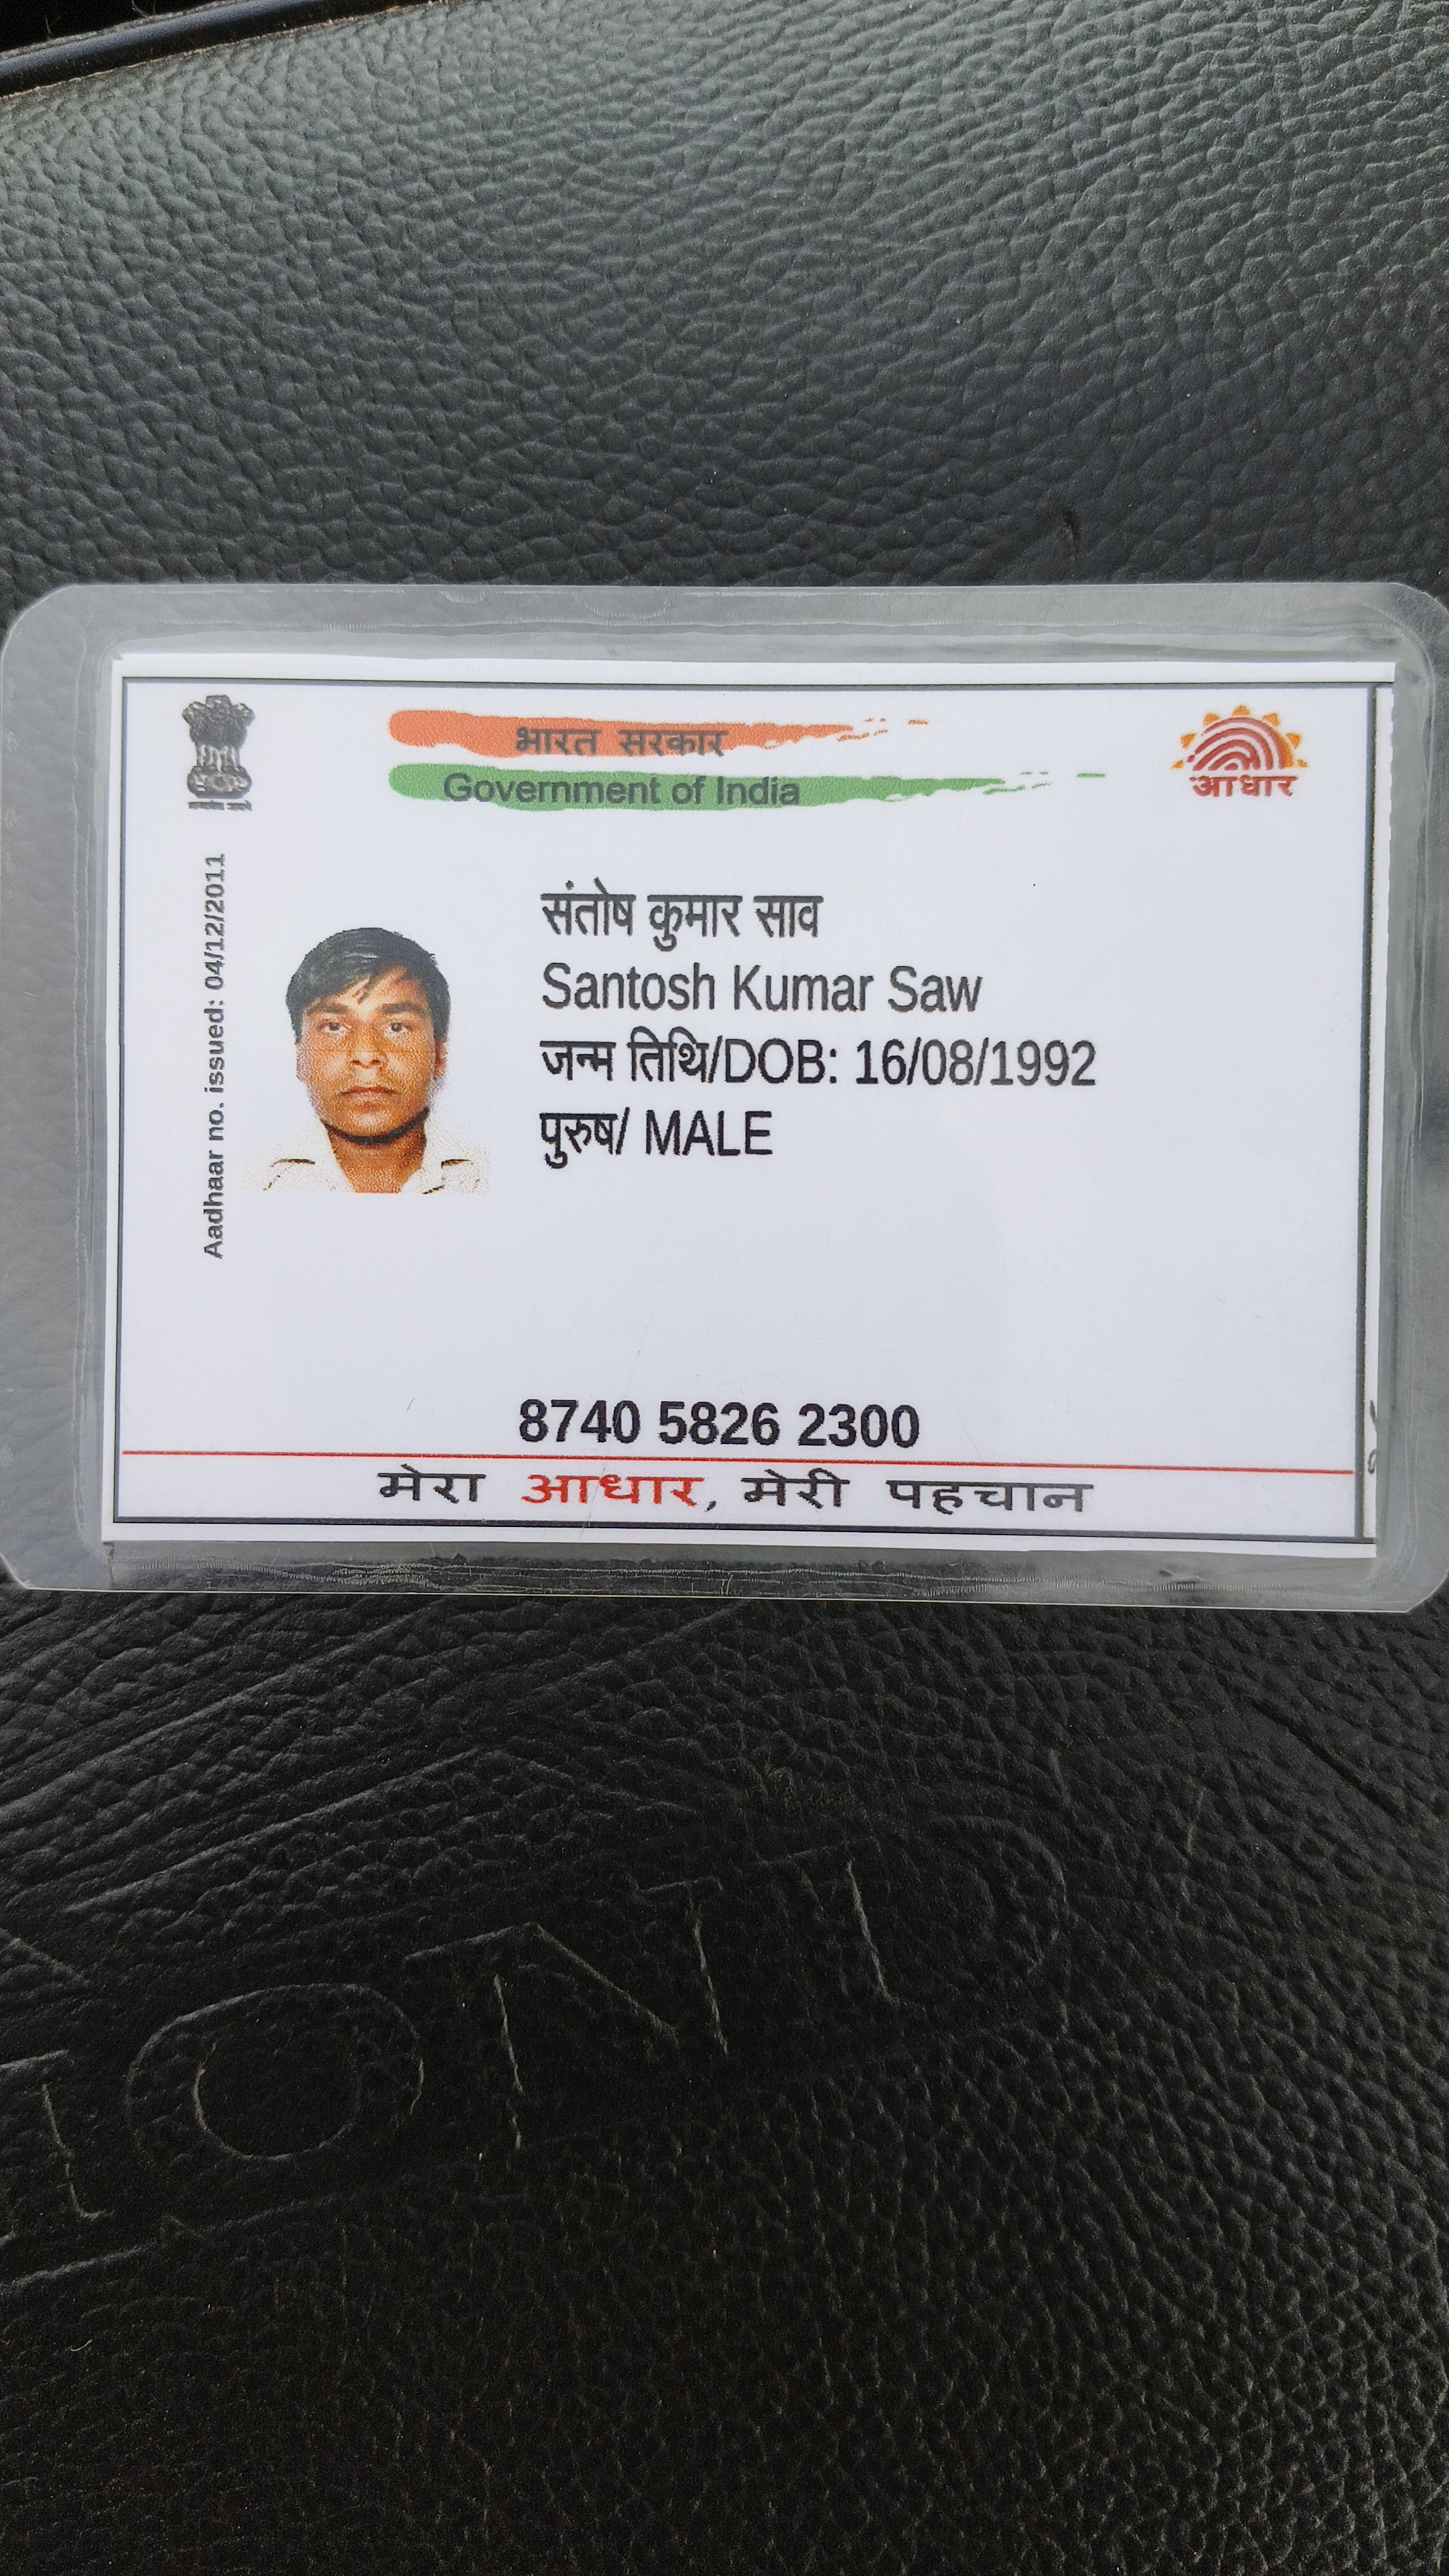 भारत सरकार
Government of India
आधार
Aadhaar no. issued: 04/12/2011
संतोष कुमार साव
Santosh Kumar Saw
जन्म तिथि/DOB: 16/08/1992
पुरुष/ MALE
8740 5826 2300
मेरा आधार, मेरी पहचान